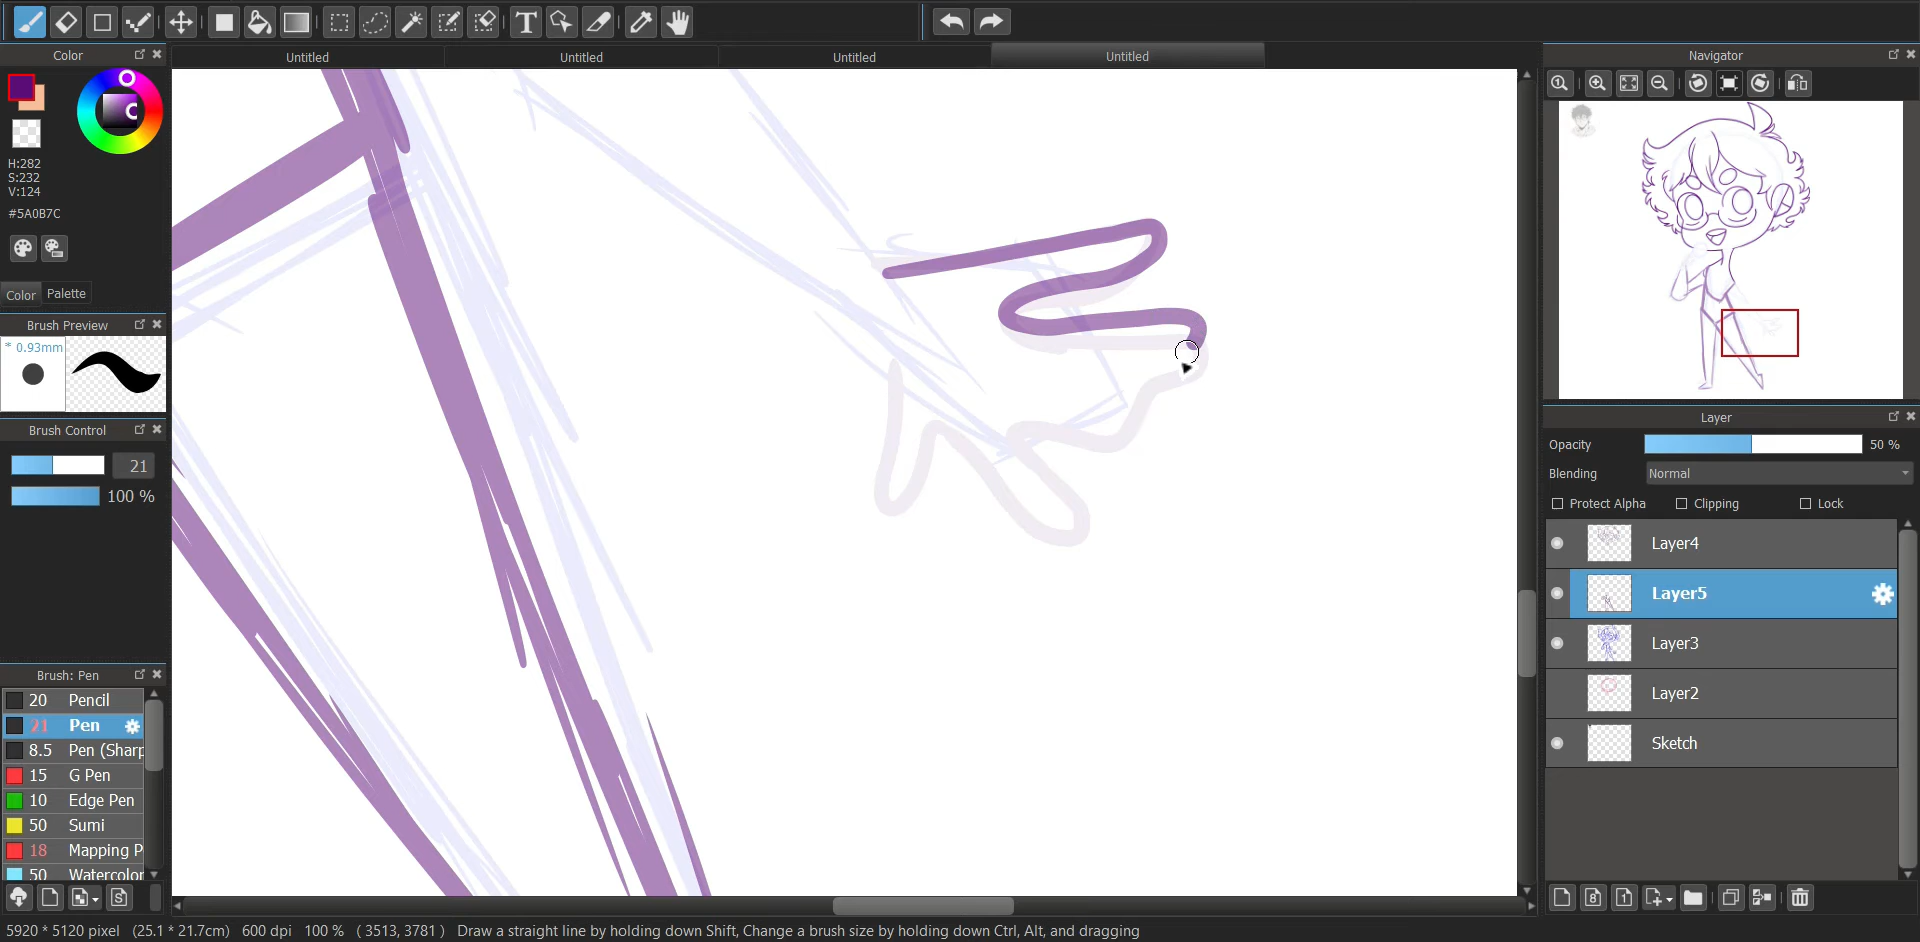 T
Color
Untitled
Untitled
Untitled
Untitled
Navigator
H:282
S:232
V:124
#5A0B7C
Color
Palette
Brush Preview
* 0.93mm
Brush Control
21
100 %
Brush: Pen
20 Pencil
21 Pen
8.5 Pen (Sharp
15 G Pen
10 Edge Pen
50 Sumi
18 Mapping P
50 Watercolor
S
Layer
Opacity
50 %
Blending
Normal
Protect Alpha
Clipping
Lock
Layer4
Layer5
Layer3
Layer2
Sketch
8
1
5920 * 5120 pixel (25.1 * 21.7cm) 600 dpi 100 % ( 3513, 3781 ) Draw a straight line by holding down Shift, Change a brush size by holding down Ctrl, Alt, and dragging